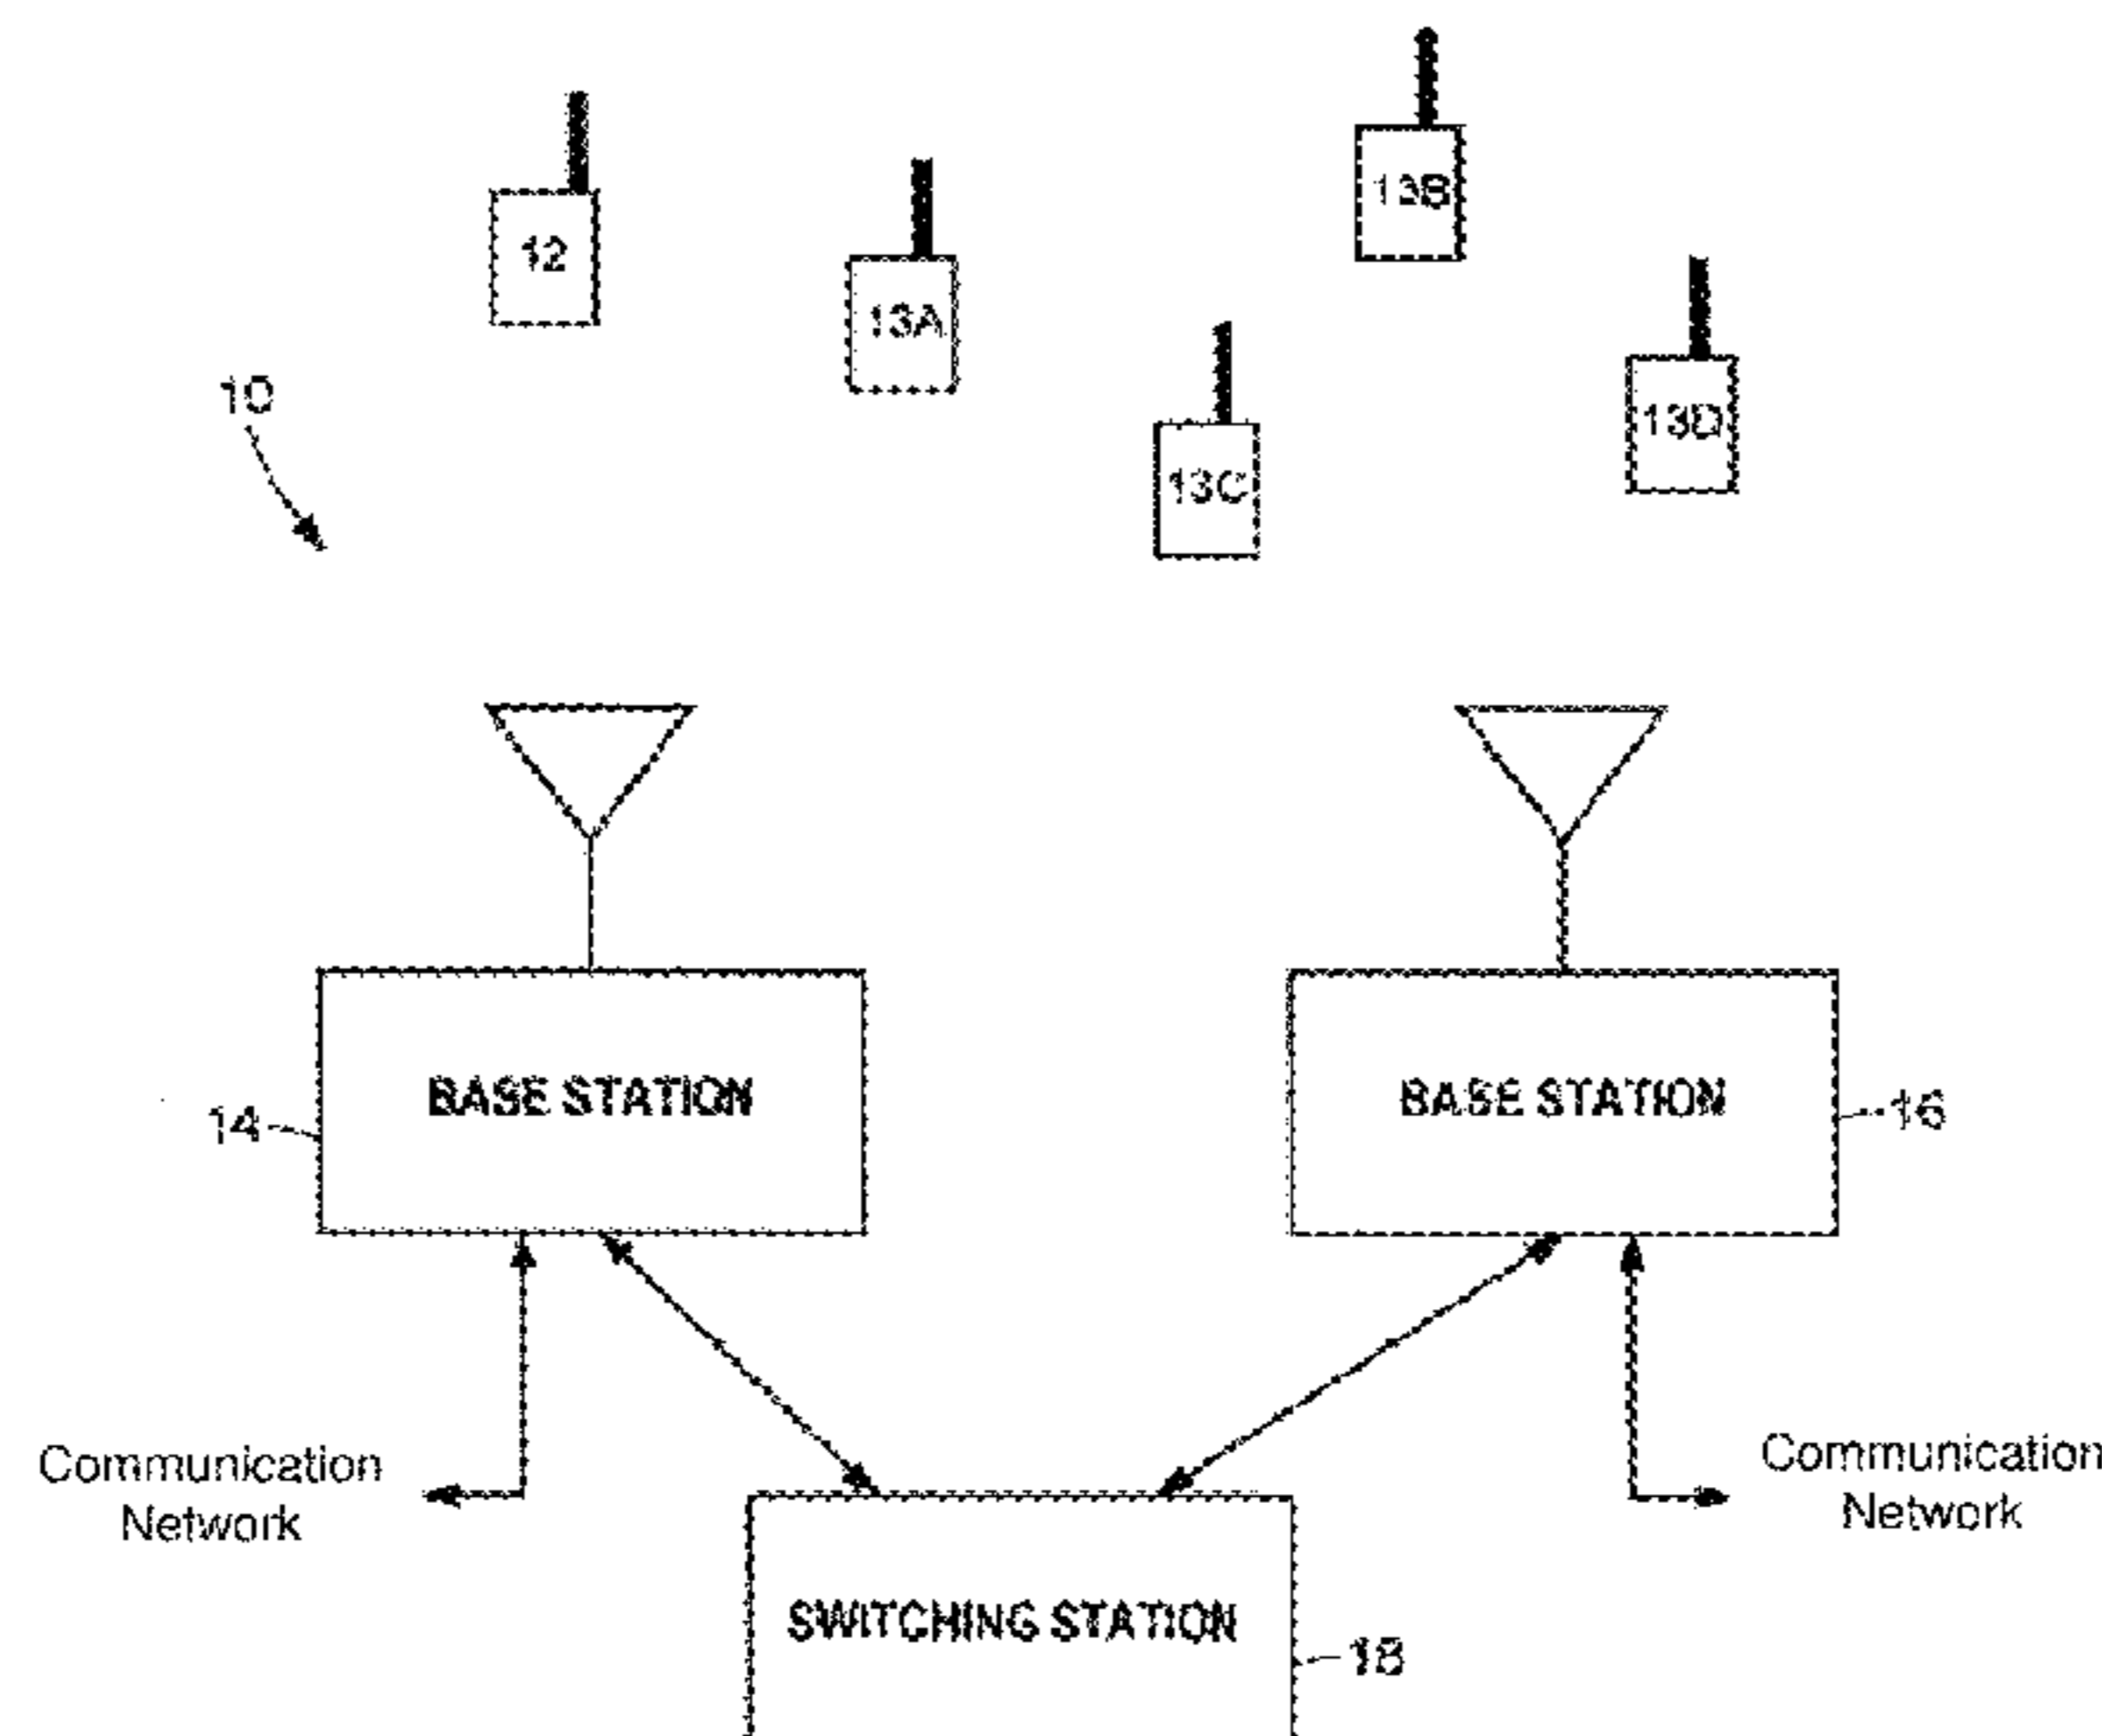 12
13A
13B
13C
13D
10
BASE STATION
14
BASE STATION
16
Communication
Network
Communication
Network
SWITCHING STATION
18